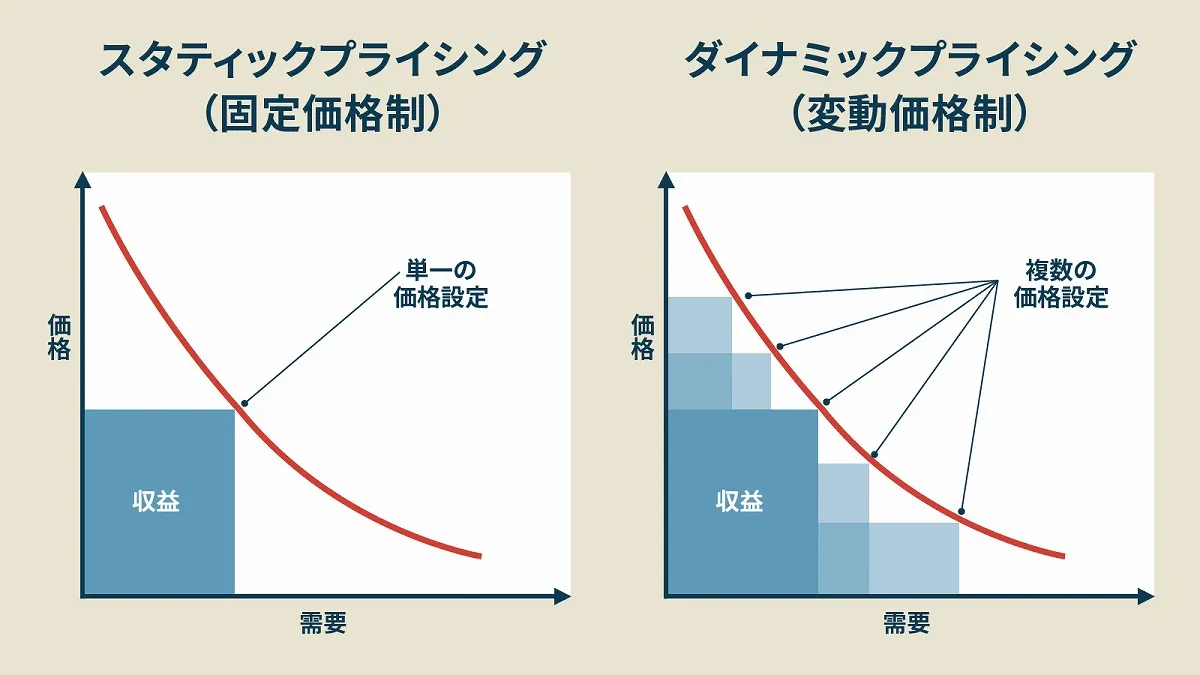 スタティックプライシング
（固定価格制）
価格
単一の
価格設定
収益
需要
ダイナミックプライシング
（変動価格制）
価格
複数の
価格設定
収益
需要